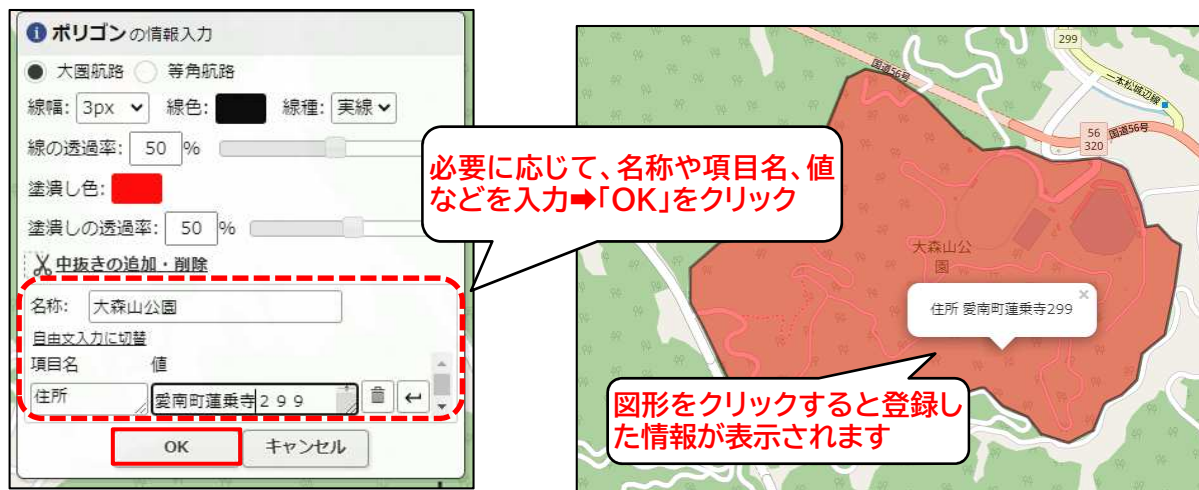 ポリゴン の情報入力
大圏航路 等角航路
線幅: 3px 線色: 線種: 実線
線の透過率: 50 %
塗潰し色:
塗潰しの透過率: 50 %
中抜きの追加・削除
名称: 大森山公園
自由文入力に切替
項目名 値
住所 愛南町蓮乗寺299
OK キャンセル
必要に応じて、名称や項目名、値
などを入力➡「OK」をクリック
299
国道56号
一本松城辺線
56 国道56号
320
大森山公
園
住所 愛南町蓮乗寺299 ×
図形をクリックすると登録し
た情報が表示されます